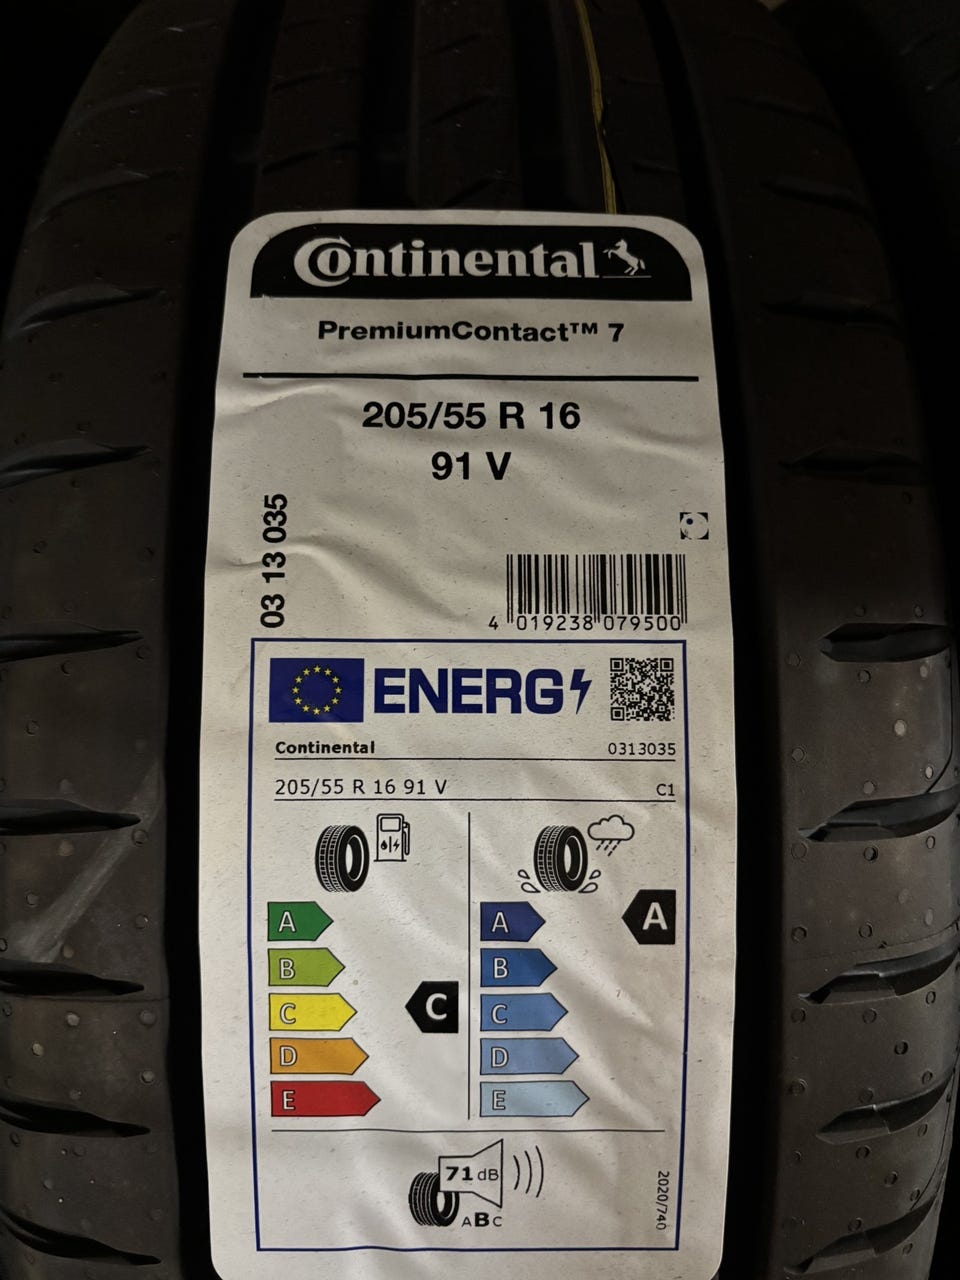 Continental
PremiumContact™ 7
205/55 R 16
91 V
03 13 035
4 019238 079500
ENERG
Continental 0313035
205/55 R 16 91 V C1
A A A
B B
C C C
D D
E E
71 dB
ABC
2020/740